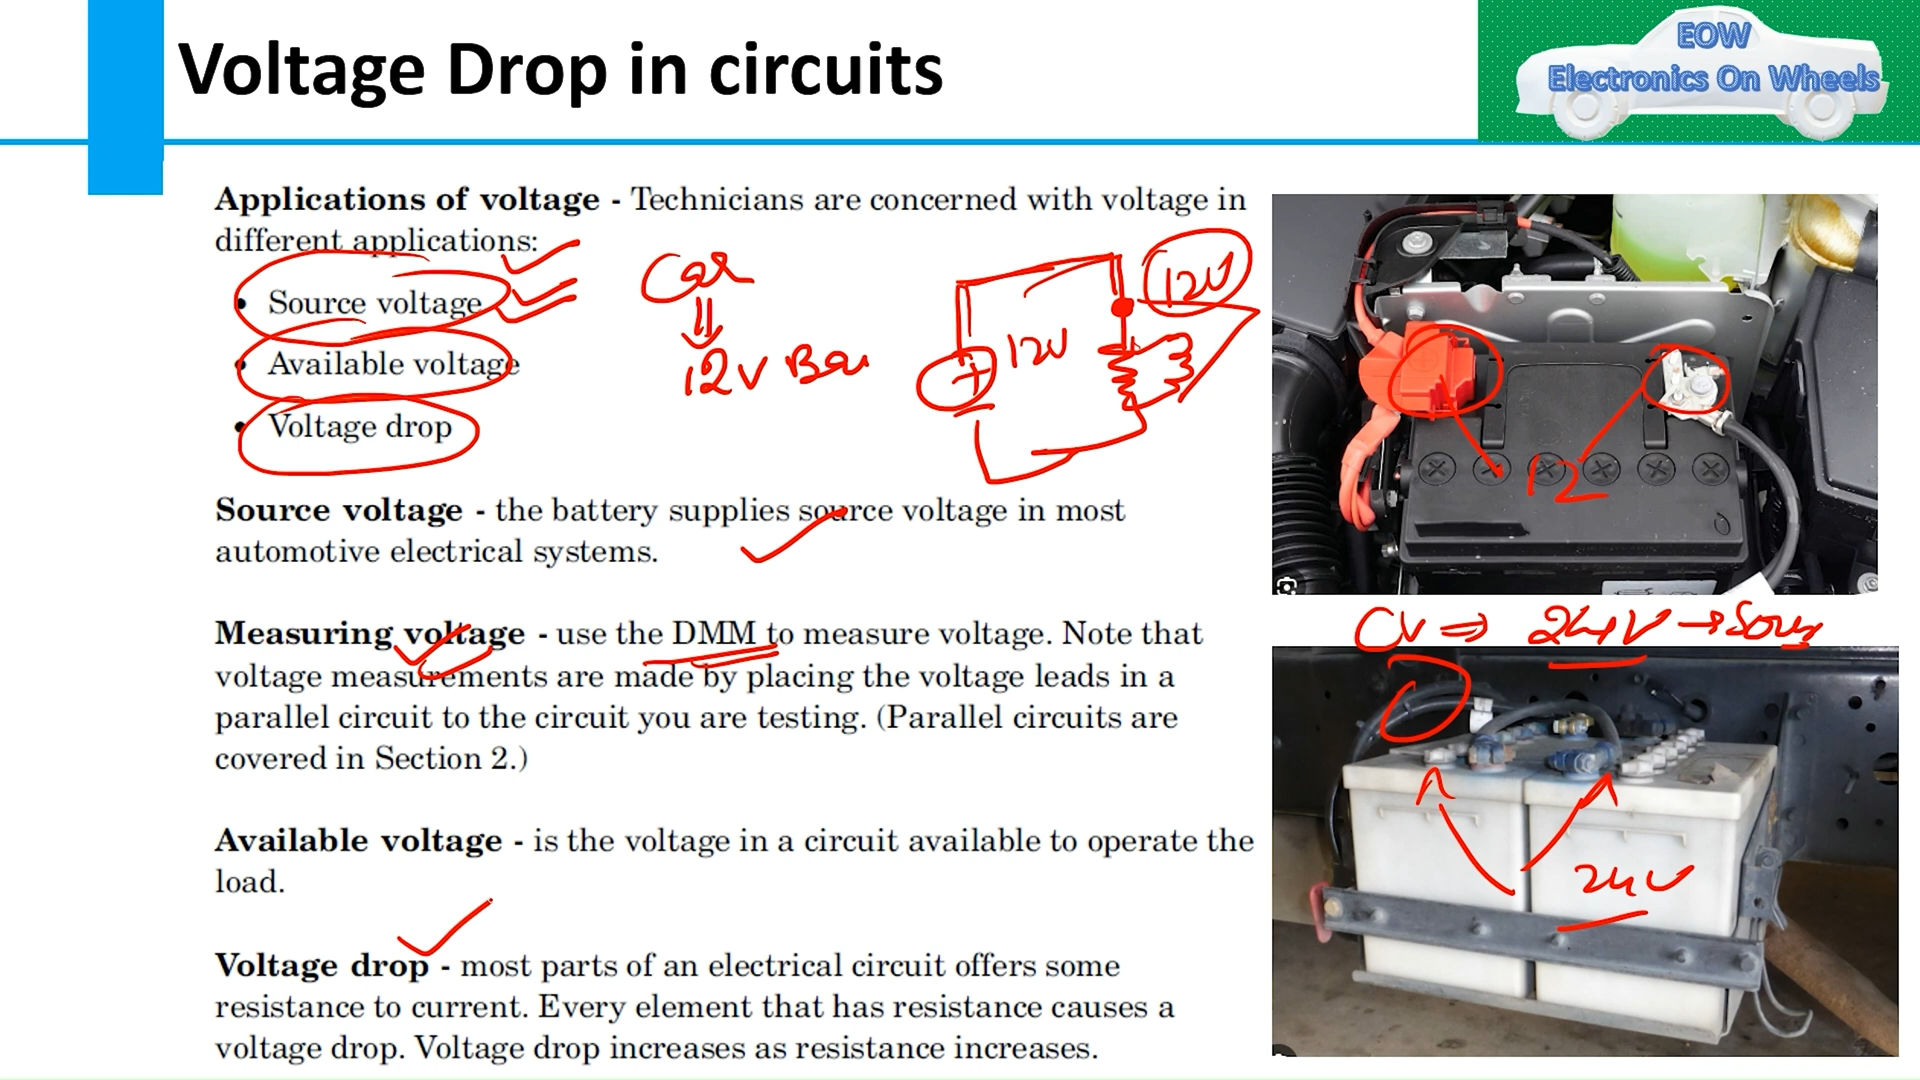 Voltage Drop in circuits
EOW
Electronics On Wheels
Applications of voltage - Technicians are concerned with voltage in
different applications:
• Source voltage
• Available voltage
• Voltage drop
Car
12V
12V
12V
12
Source voltage - the battery supplies source voltage in most
automotive electrical systems.
CV ⇒ 24V →
Measuring voltage - use the DMM to measure voltage. Note that
voltage measurements are made by placing the voltage leads in a
parallel circuit to the circuit you are testing. (Parallel circuits are
covered in Section 2.)
Available voltage - is the voltage in a circuit available to operate the
load.
24V
Voltage drop - most parts of an electrical circuit offers some
resistance to current. Every element that has resistance causes a
voltage drop. Voltage drop increases as resistance increases.